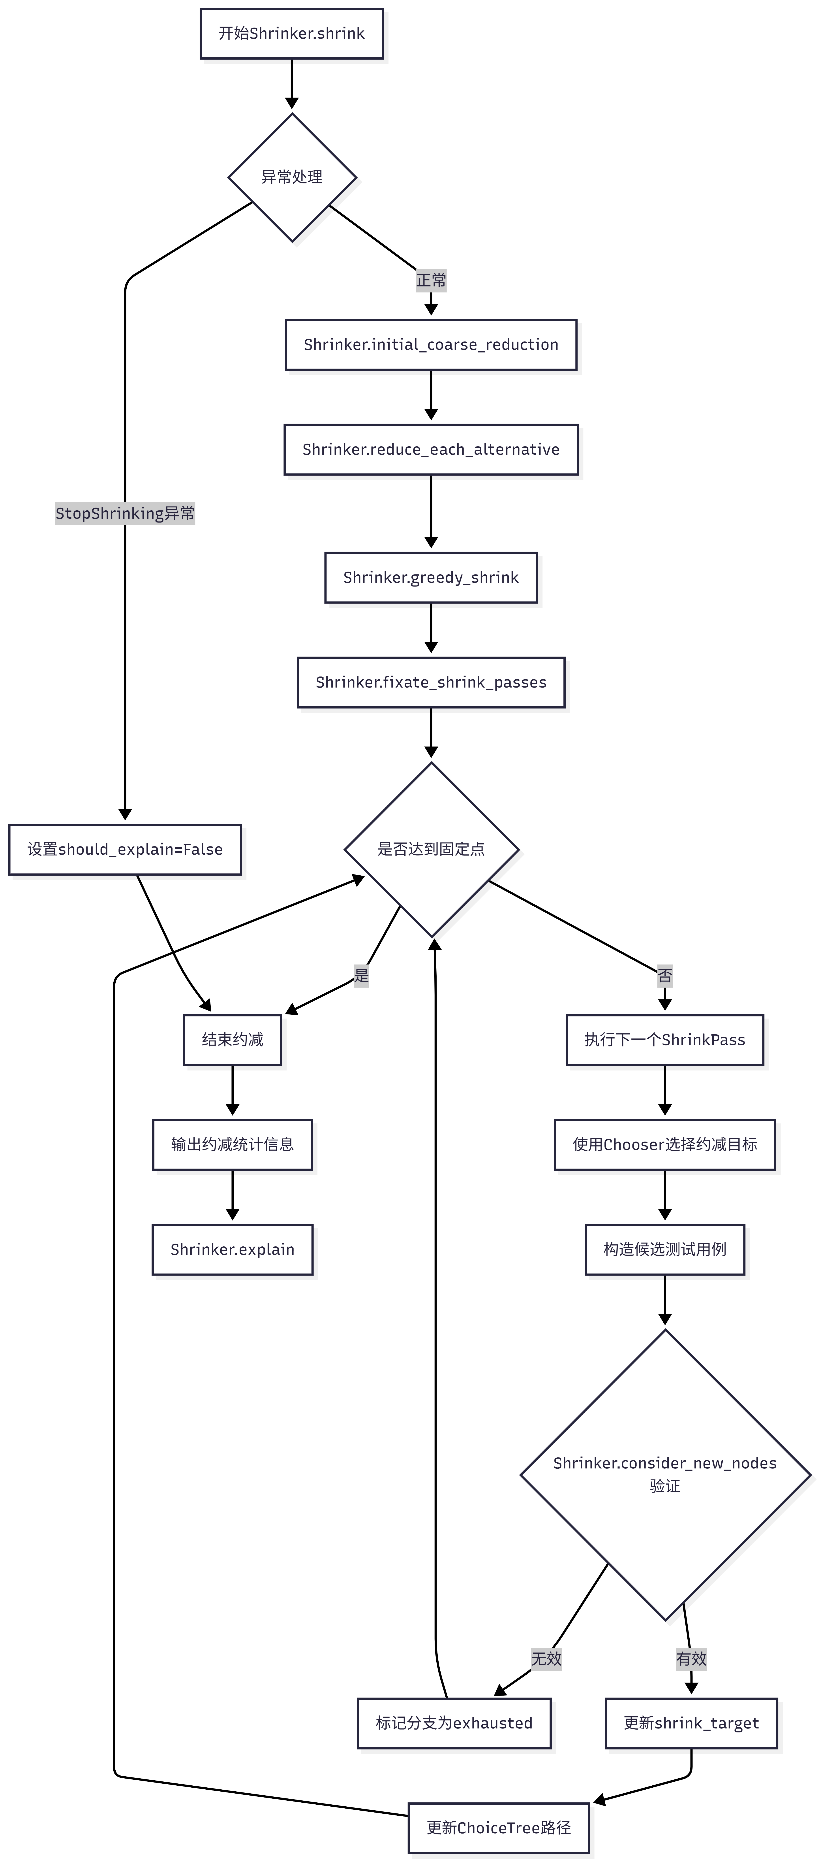 开始Shrinker.shrink
异常处理
正常
Shrinker.initial_coarse_reduction
Shrinker.reduce_each_alternative
StopShrinking异常
Shrinker.greedy_shrink
Shrinker.fixate_shrink_passes
设置should_explain=False
是否达到固定点
是
否
结束约减
执行下一个ShrinkPass
输出约减统计信息
使用Chooser选择约减目标
Shrinker.explain
构造候选测试用例
Shrinker.consider_new_nodes
验证
无效
有效
标记分支为exhausted
更新shrink_target
更新ChoiceTree路径